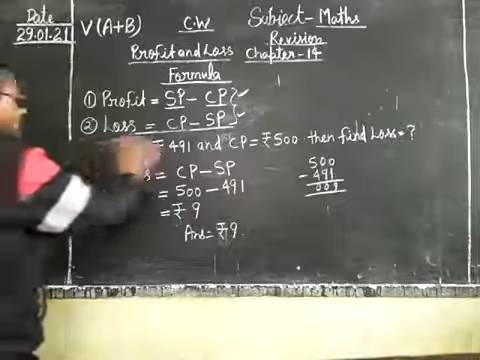 Date
29.01.21
V(A+B)
C.W
Subject-Maths
Revision
Profit and Loss Chapter-14
Formula
① Profit = SP - CP
② Loss = CP - SP
₹491 and CP = ₹500 then find Loss = ?
= CP - SP
= 500 - 491
= ₹9
Ans = ₹9.
500
- 491
009